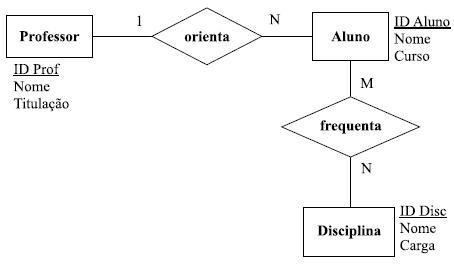 1
N
Professor
orienta
Aluno
ID Aluno
Nome
Curso
ID Prof
Nome
Titulação
M
frequenta
N
Disciplina
ID Disc
Nome
Carga